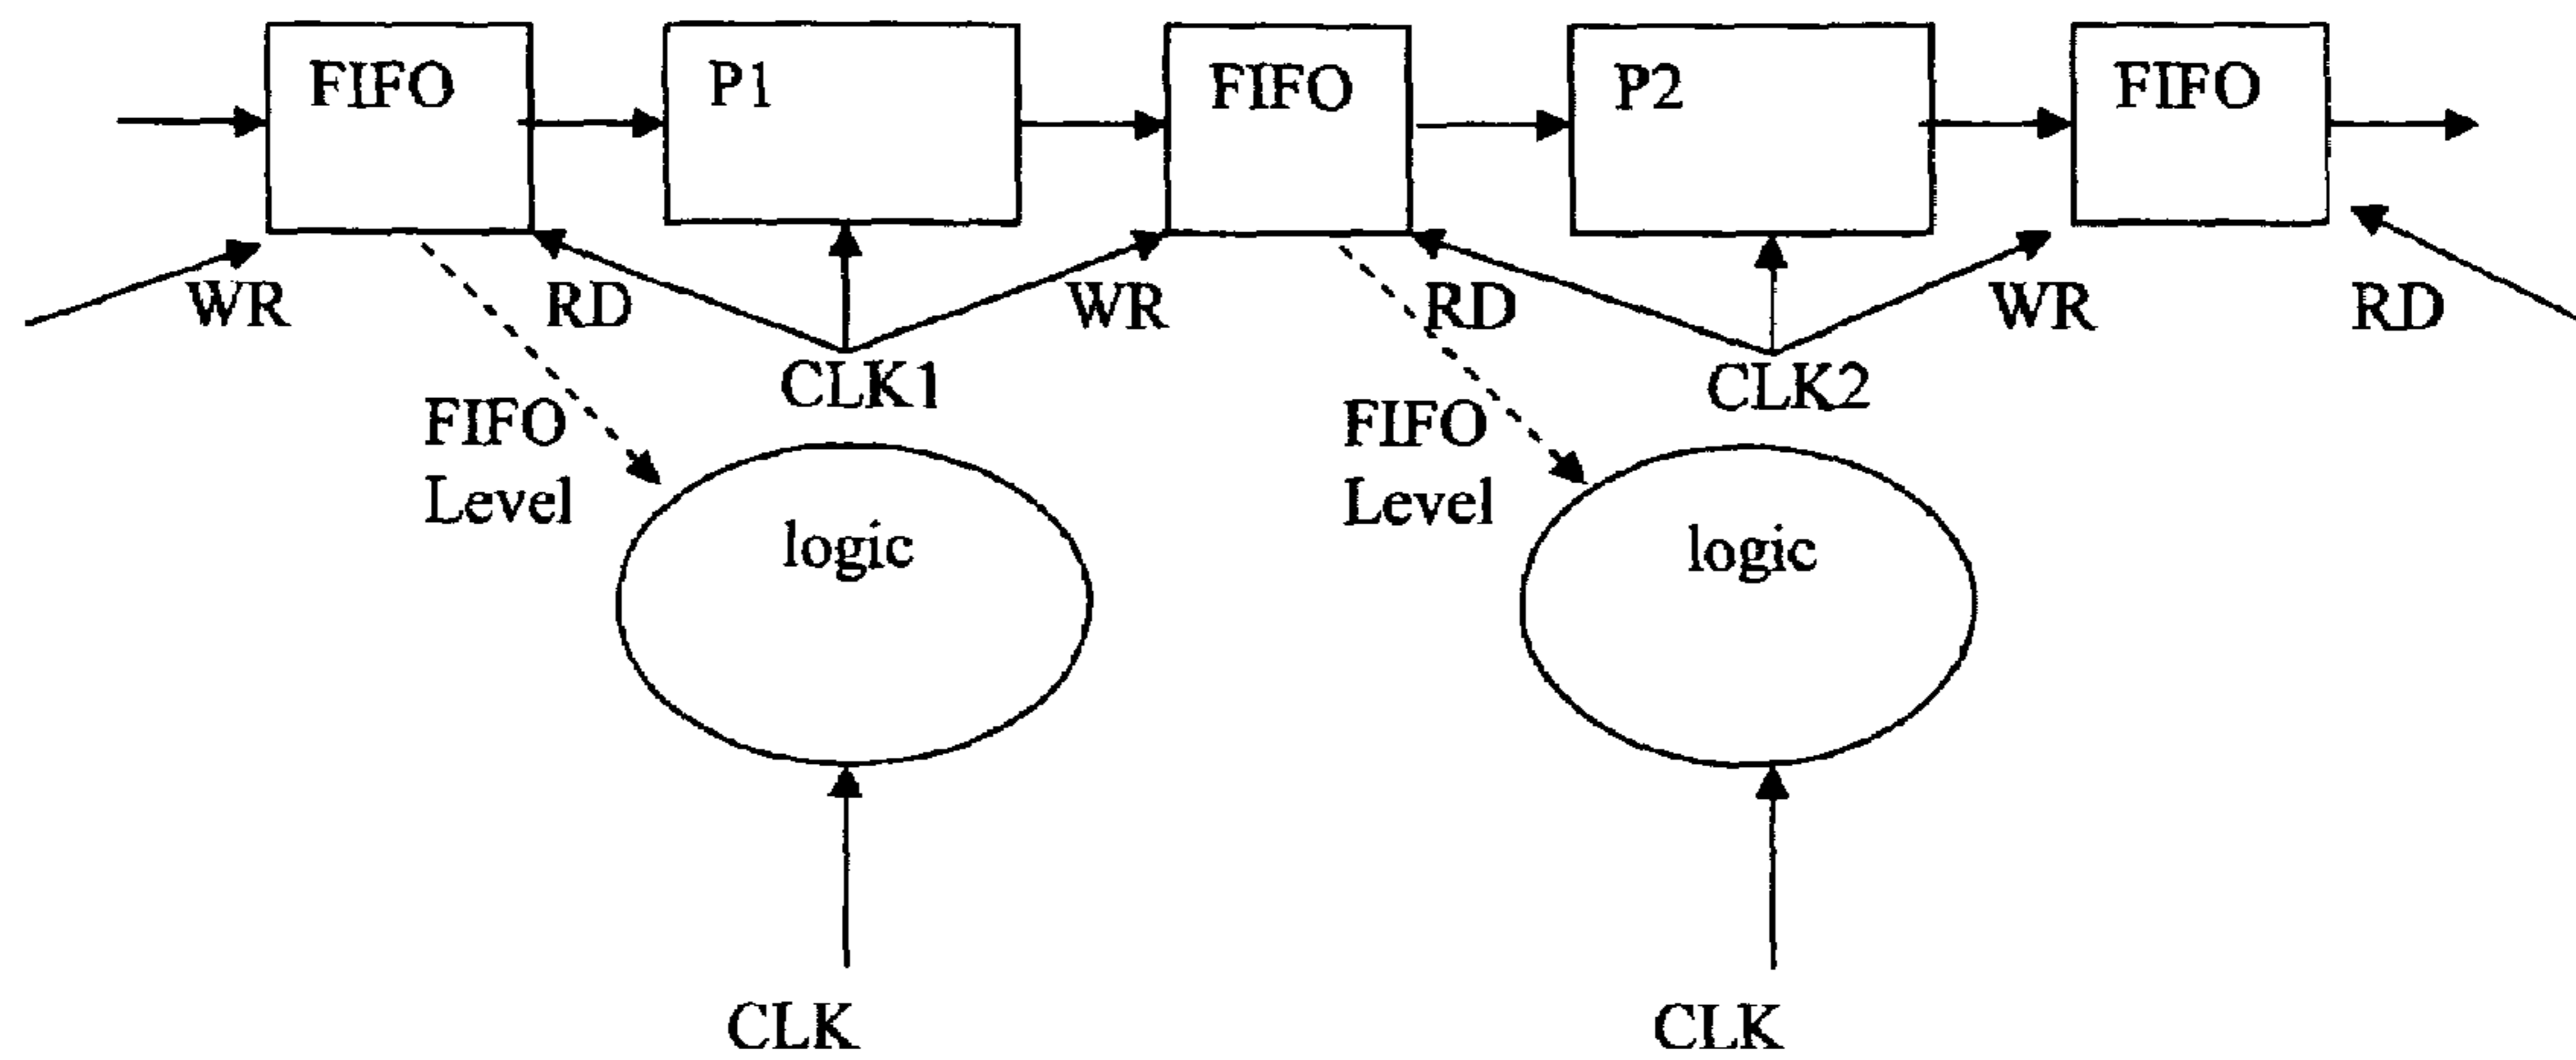 FIFO
P1
FIFO
P2
FIFO
WR
RD
WR
RD
WR
RD
CLK1
CLK2
FIFO
Level
FIFO
Level
logic
logic
CLK
CLK